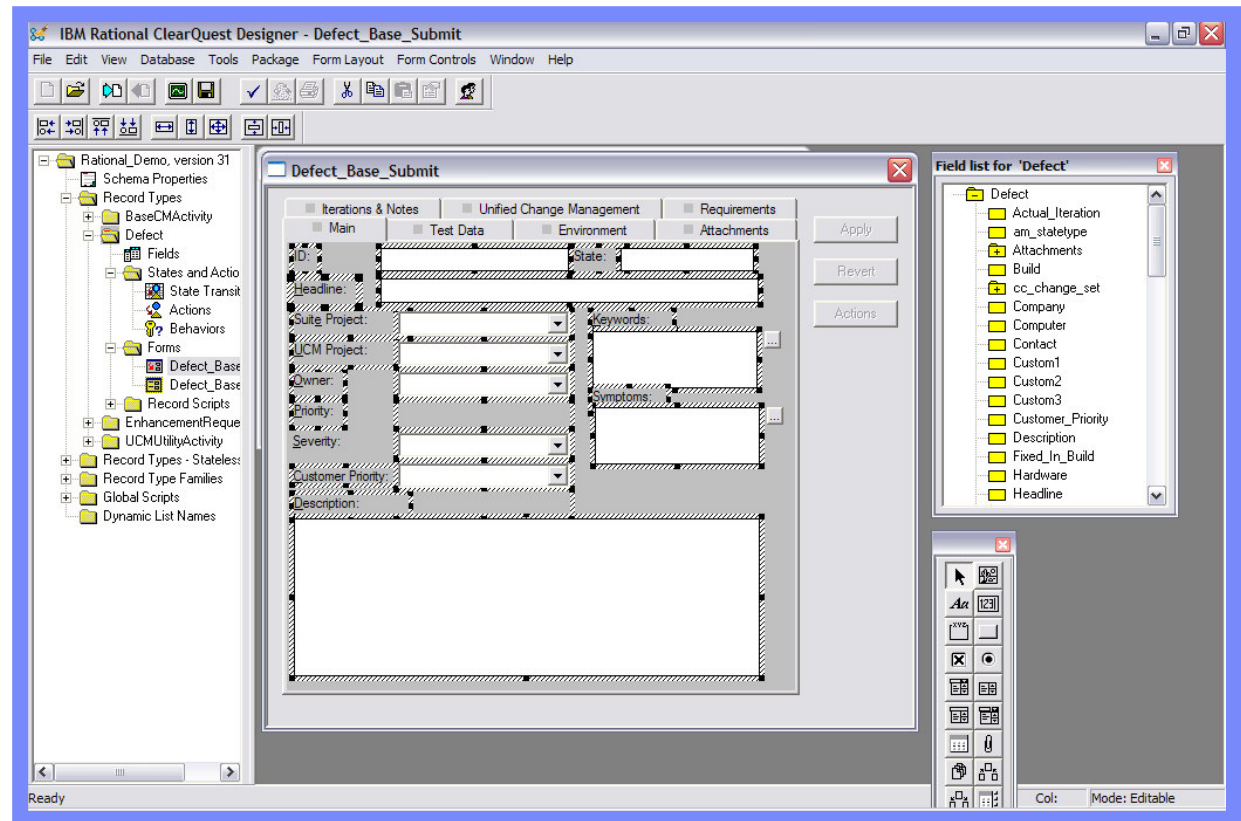 IBM Rational ClearQuest Designer - Defect_Base_Submit
File Edit View Database Tools Package Form Layout Form Controls Window Help
Rational_Demo, version 31
Schema Properties
Record Types
BaseCMActivity
Defect
Fields
States and Actio
State Transit
Actions
Behaviors
Forms
Defect_Base
Defect_Base
Record Scripts
EnhancementReque
UCMUtilityActivity
Record Types - Stateless
Record Type Families
Global Scripts
Dynamic List Names
Defect_Base_Submit
Iterations & Notes Unified Change Management Requirements
Main Test Data Environment Attachments
ID: State:
Headline:
Suite Project: Keywords:
...
UCM Project:
Owner:
Symptoms:
Priority:
...
Severity:
Customer Priority:
Description:
Apply
Revert
Actions
Field list for 'Defect'
Defect
Actual_Iteration
am_statetype
Attachments
Build
cc_change_set
Company
Computer
Contact
Custom1
Custom2
Custom3
Customer_Priority
Description
Fixed_In_Build
Hardware
Headline
Aa 123
XYZ
Ready Col: Mode: Editable